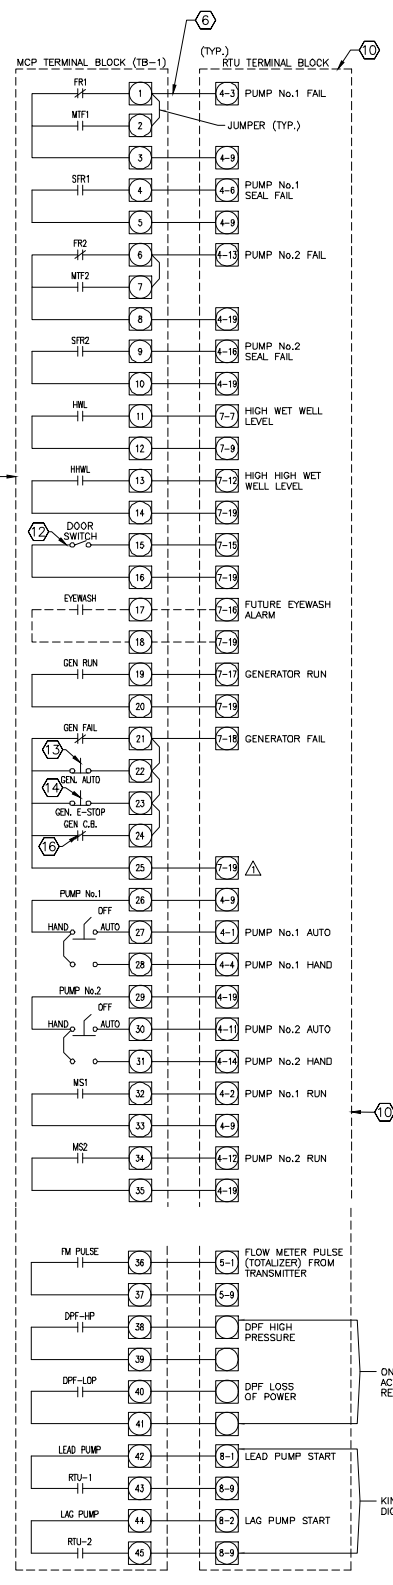 6
(TYP.)
10
MCP TERMINAL BLOCK (TB-1)
RTU TERMINAL BLOCK
FR1
1
4-3
PUMP No.1 FAIL
MTF1
2
JUMPER (TYP.)
3
4-9
SFR1
4
4-6
PUMP No.1
SEAL FAIL
5
4-9
FR2
6
4-13
PUMP No.2 FAIL
MTF2
7
8
4-19
SFR2
9
4-16
PUMP No.2
SEAL FAIL
10
4-19
HWL
11
7-7
HIGH WET WELL
LEVEL
12
7-9
HHWL
13
7-12
HIGH HIGH WET
WELL LEVEL
14
7-19
12
DOOR
SWITCH
15
7-15
16
7-19
EYEWASH
17
7-16
FUTURE EYEWASH
ALARM
18
7-19
GEN RUN
19
7-17
GENERATOR RUN
20
7-19
GEN FAIL
21
7-18
GENERATOR FAIL
13
GEN. AUTO
22
14
GEN. E-STOP
23
GEN C.B.
16
24
25
7-19
1
PUMP No.1
26
4-9
OFF
HAND
AUTO
27
4-1
PUMP No.1 AUTO
28
4-4
PUMP No.1 HAND
PUMP No.2
29
4-19
OFF
HAND
AUTO
30
4-11
PUMP No.2 AUTO
31
4-14
PUMP No.2 HAND
MS1
32
4-2
PUMP No.1 RUN
10
33
4-9
MS2
34
4-12
PUMP No.2 RUN
35
4-19
FM PULSE
36
5-1
FLOW METER PULSE
(TOTALIZER) FROM
TRANSMITTER
37
5-9
DPF-HP
38
DPF HIGH
PRESSURE
39
ON
AC
RE
DPF-LOP
40
DPF LOSS
OF POWER
41
LEAD PUMP
42
8-1
LEAD PUMP START
RTU-1
43
8-9
KIN
DIG
LAG PUMP
44
8-2
LAG PUMP START
RTU-2
45
8-9